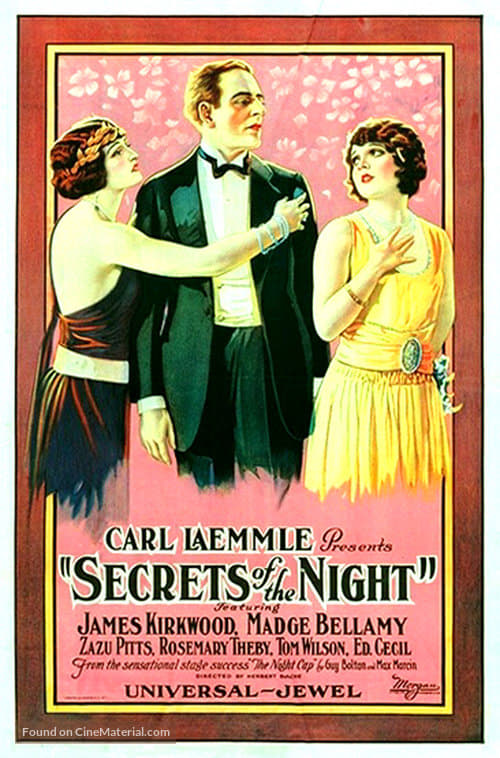 CARL LAEMMLE Presents
"SECRETS of the NIGHT"
Featuring
JAMES KIRKWOOD, MADGE BELLAMY
ZAZU PITTS, ROSEMARY THEBY, TOM WILSON, ED. CECIL
From the sensational stage success "The Night Cap" by Guy Bolton and Max Marcin
DIRECTED BY HERBERT BLACHE
UNIVERSAL-JEWEL
Morgan
Found on CineMaterial.com